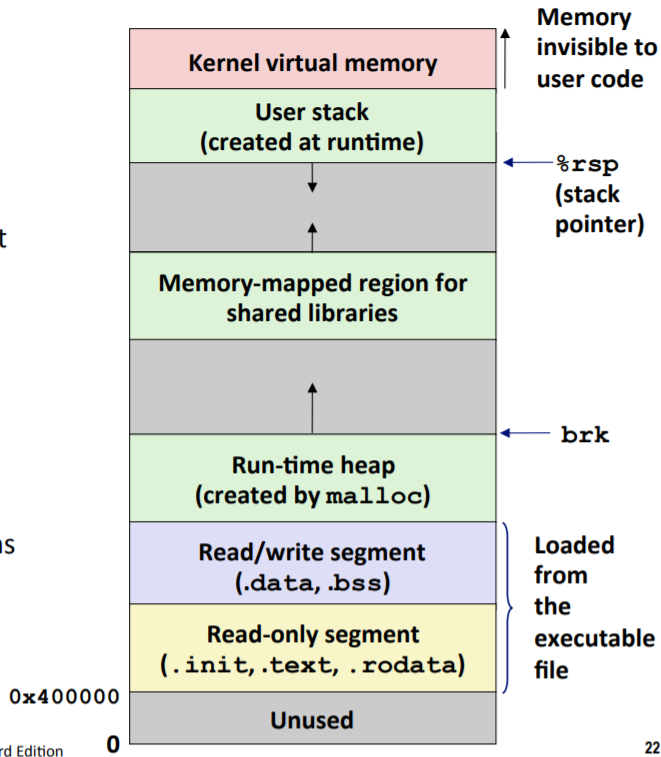 Memory
invisible to
user code
Kernel virtual memory
User stack
(created at runtime)
%rsp
(stack
pointer)
t
Memory-mapped region for
shared libraries
brk
Run-time heap
(created by malloc)
ns
Read/write segment
(.data, .bss)
Loaded
from
the
executable
file
Read-only segment
(.init, .text, .rodata)
0x400000
Unused
0
rd Edition
22